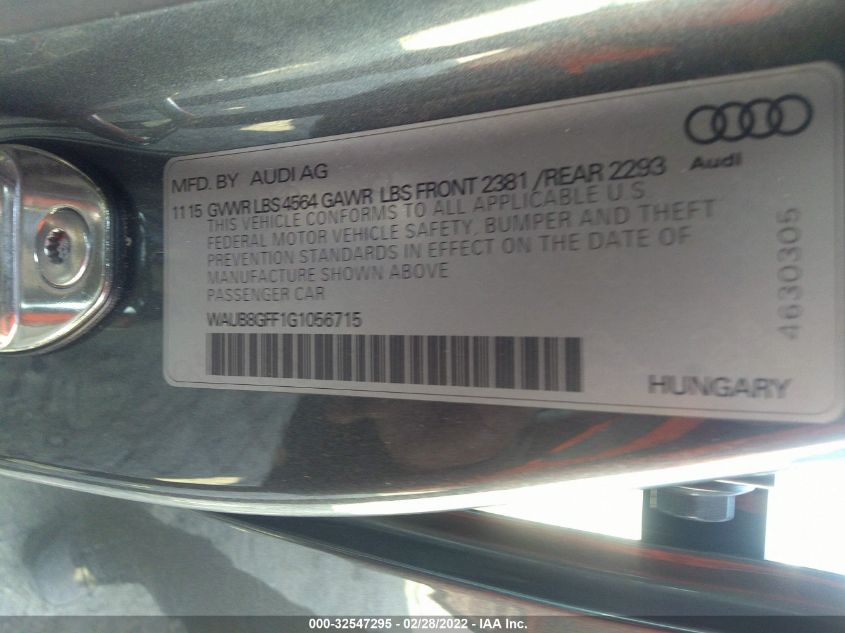 MFD. BY AUDI AG
11 15 GVWR LBS 4564 GAWR LBS FRONT 2381 /REAR 2293
THIS VEHICLE CONFORMS TO ALL APPLICABLE U.S.
FEDERAL MOTOR VEHICLE SAFETY, BUMPER AND THEFT
PREVENTION STANDARDS IN EFFECT ON THE DATE OF
MANUFACTURE SHOWN ABOVE
PASSENGER CAR
WAUB8GFF1G1056715
HUNGARY
Audi
4630305
000-32547295 - 02/28/2022 - IAA Inc.